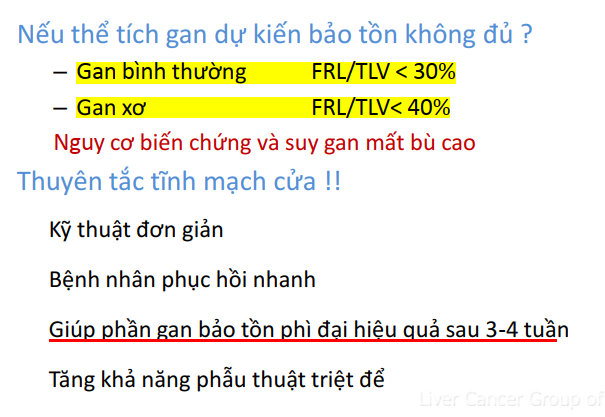 Nếu thể tích gan dự kiến bảo tồn không đủ ?
– Gan bình thường FRL/TLV < 30%
– Gan xơ FRL/TLV< 40%
Nguy cơ biến chứng và suy gan mất bù cao
Thuyên tắc tĩnh mạch cửa !!
Kỹ thuật đơn giản
Bệnh nhân phục hồi nhanh
Giúp phần gan bảo tồn phì đại hiệu quả sau 3-4 tuần
Tăng khả năng phẫu thuật triệt để
Liver Cancer Group of